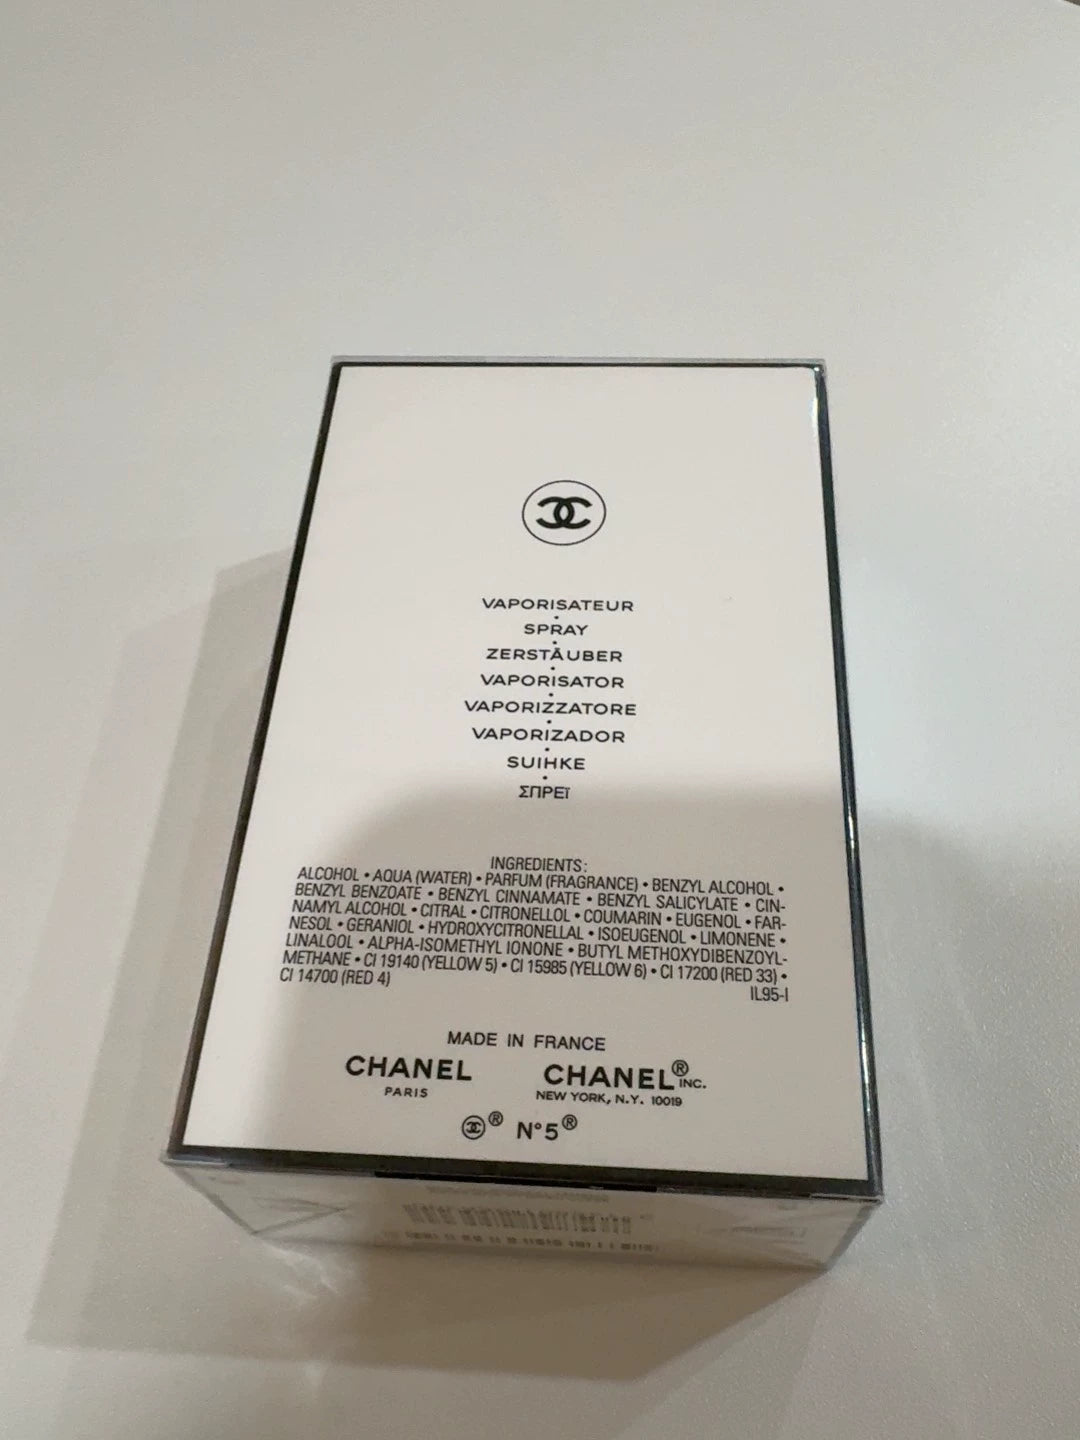 VAPORISATEUR
•
SPRAY
•
ZERSTÄUBER
•
VAPORISATOR
•
VAPORIZZATORE
•
VAPORIZADOR
•
SUIHKE
•
ΣΠΡΕΪ
INGREDIENTS:
ALCOHOL • AQUA (WATER) • PARFUM (FRAGRANCE) • BENZYL ALCOHOL •
BENZYL BENZOATE • BENZYL CINNAMATE • BENZYL SALICYLATE • CIN-
NAMYL ALCOHOL • CITRAL • CITRONELLOL • COUMARIN • EUGENOL • FAR-
NESOL • GERANIOL • HYDROXYCITRONELLAL • ISOEUGENOL • LIMONENE •
LINALOOL • ALPHA-ISOMETHYL IONONE • BUTYL METHOXYDIBENZOYL-
METHANE • CI 19140 (YELLOW 5) • CI 15985 (YELLOW 6) • CI 17200 (RED 33) •
CI 14700 (RED 4) IL95-I
MADE IN FRANCE
CHANEL CHANEL® INC.
PARIS NEW YORK, N.Y. 10019
® N°5®